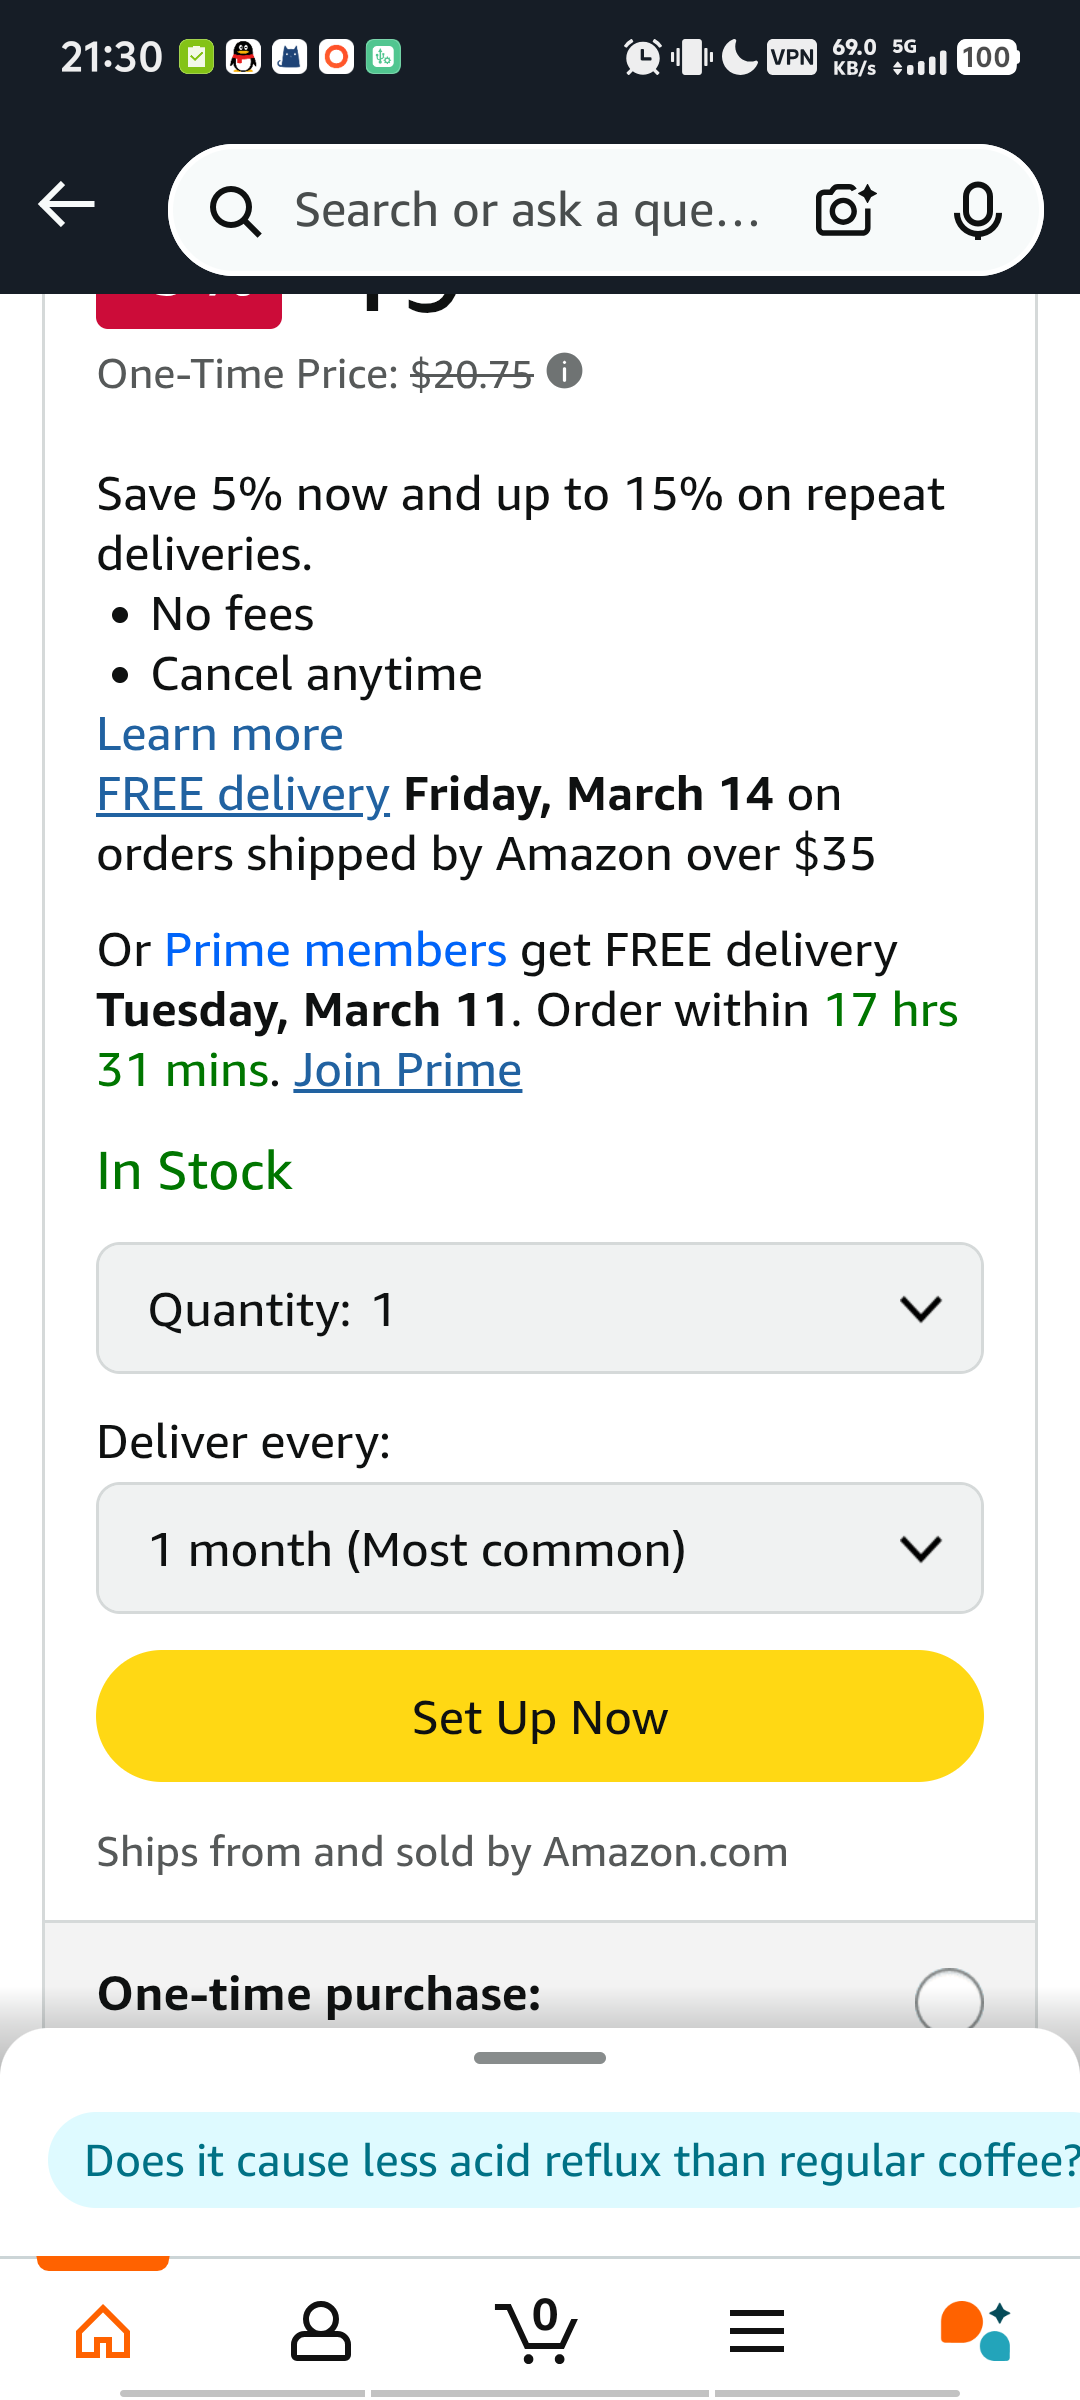 21:30
VPN
69.0
KB/s
5G
100
Search or ask a que...
One-Time Price: $20.75
Save 5% now and up to 15% on repeat
deliveries.
• No fees
• Cancel anytime
Learn more
FREE delivery Friday, March 14 on
orders shipped by Amazon over $35
Or Prime members get FREE delivery
Tuesday, March 11. Order within 17 hrs
31 mins. Join Prime
In Stock
Quantity: 1
Deliver every:
1 month (Most common)
Set Up Now
Ships from and sold by Amazon.com
One-time purchase:
Does it cause less acid reflux than regular coffee?
0